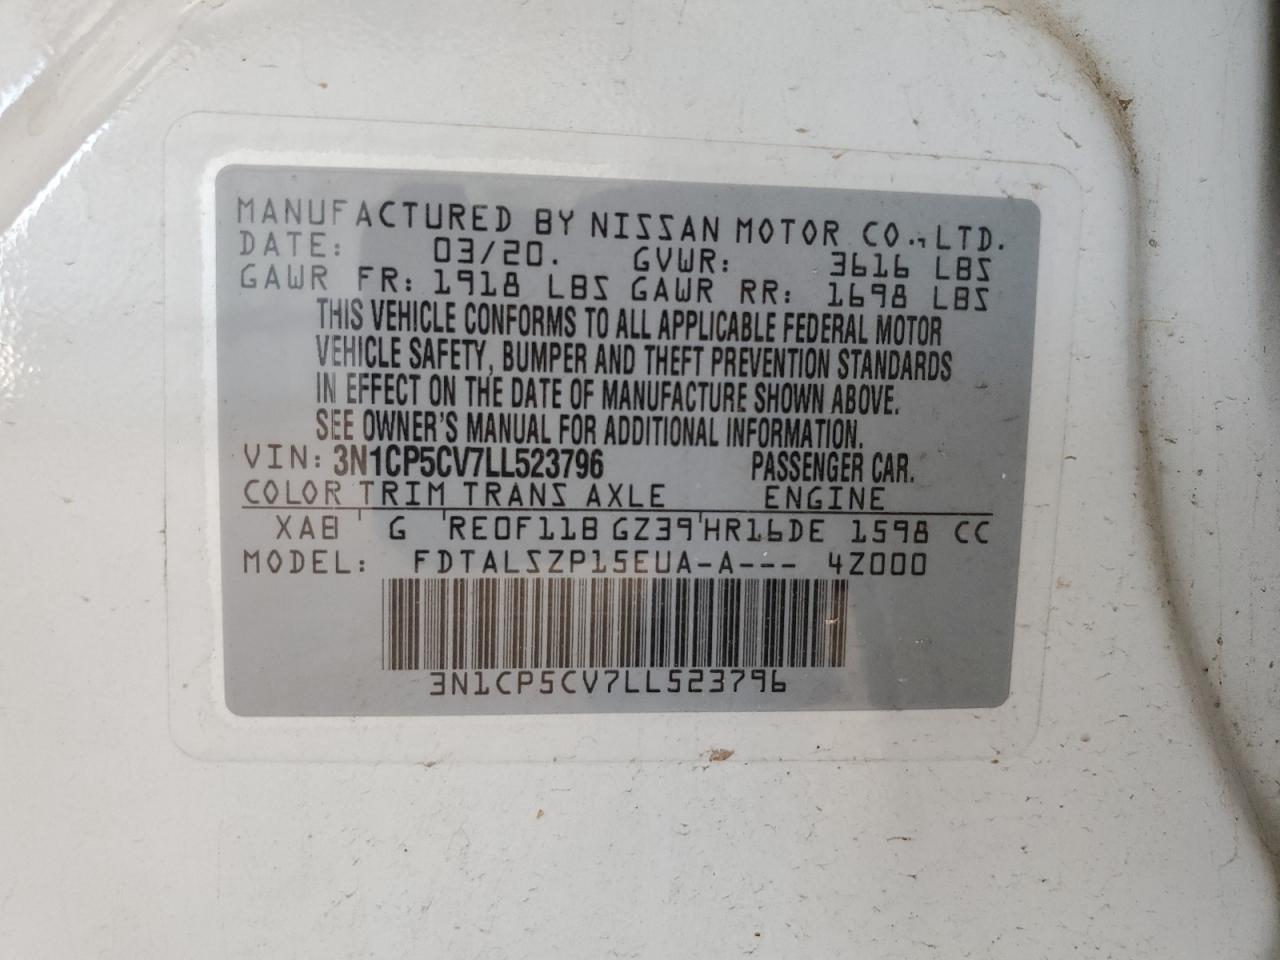 MANUFACTURED BY NISSAN MOTOR CO., LTD.
DATE: 03/20. GVWR: 3616 LBS
GAWR FR: 1918 LBS GAWR RR: 1698 LBS
THIS VEHICLE CONFORMS TO ALL APPLICABLE FEDERAL MOTOR
VEHICLE SAFETY, BUMPER AND THEFT PREVENTION STANDARDS
IN EFFECT ON THE DATE OF MANUFACTURE SHOWN ABOVE.
SEE OWNER'S MANUAL FOR ADDITIONAL INFORMATION.
VIN: 3N1CP5CV7LL523796 PASSENGER CAR.
COLOR TRIM TRANS AXLE ENGINE
XAB G RE0F11B GZ39 HR16DE 1598 CC
MODEL: FDTALSZP15EUA-A--- 4Z000
3N1CP5CV7LL523796